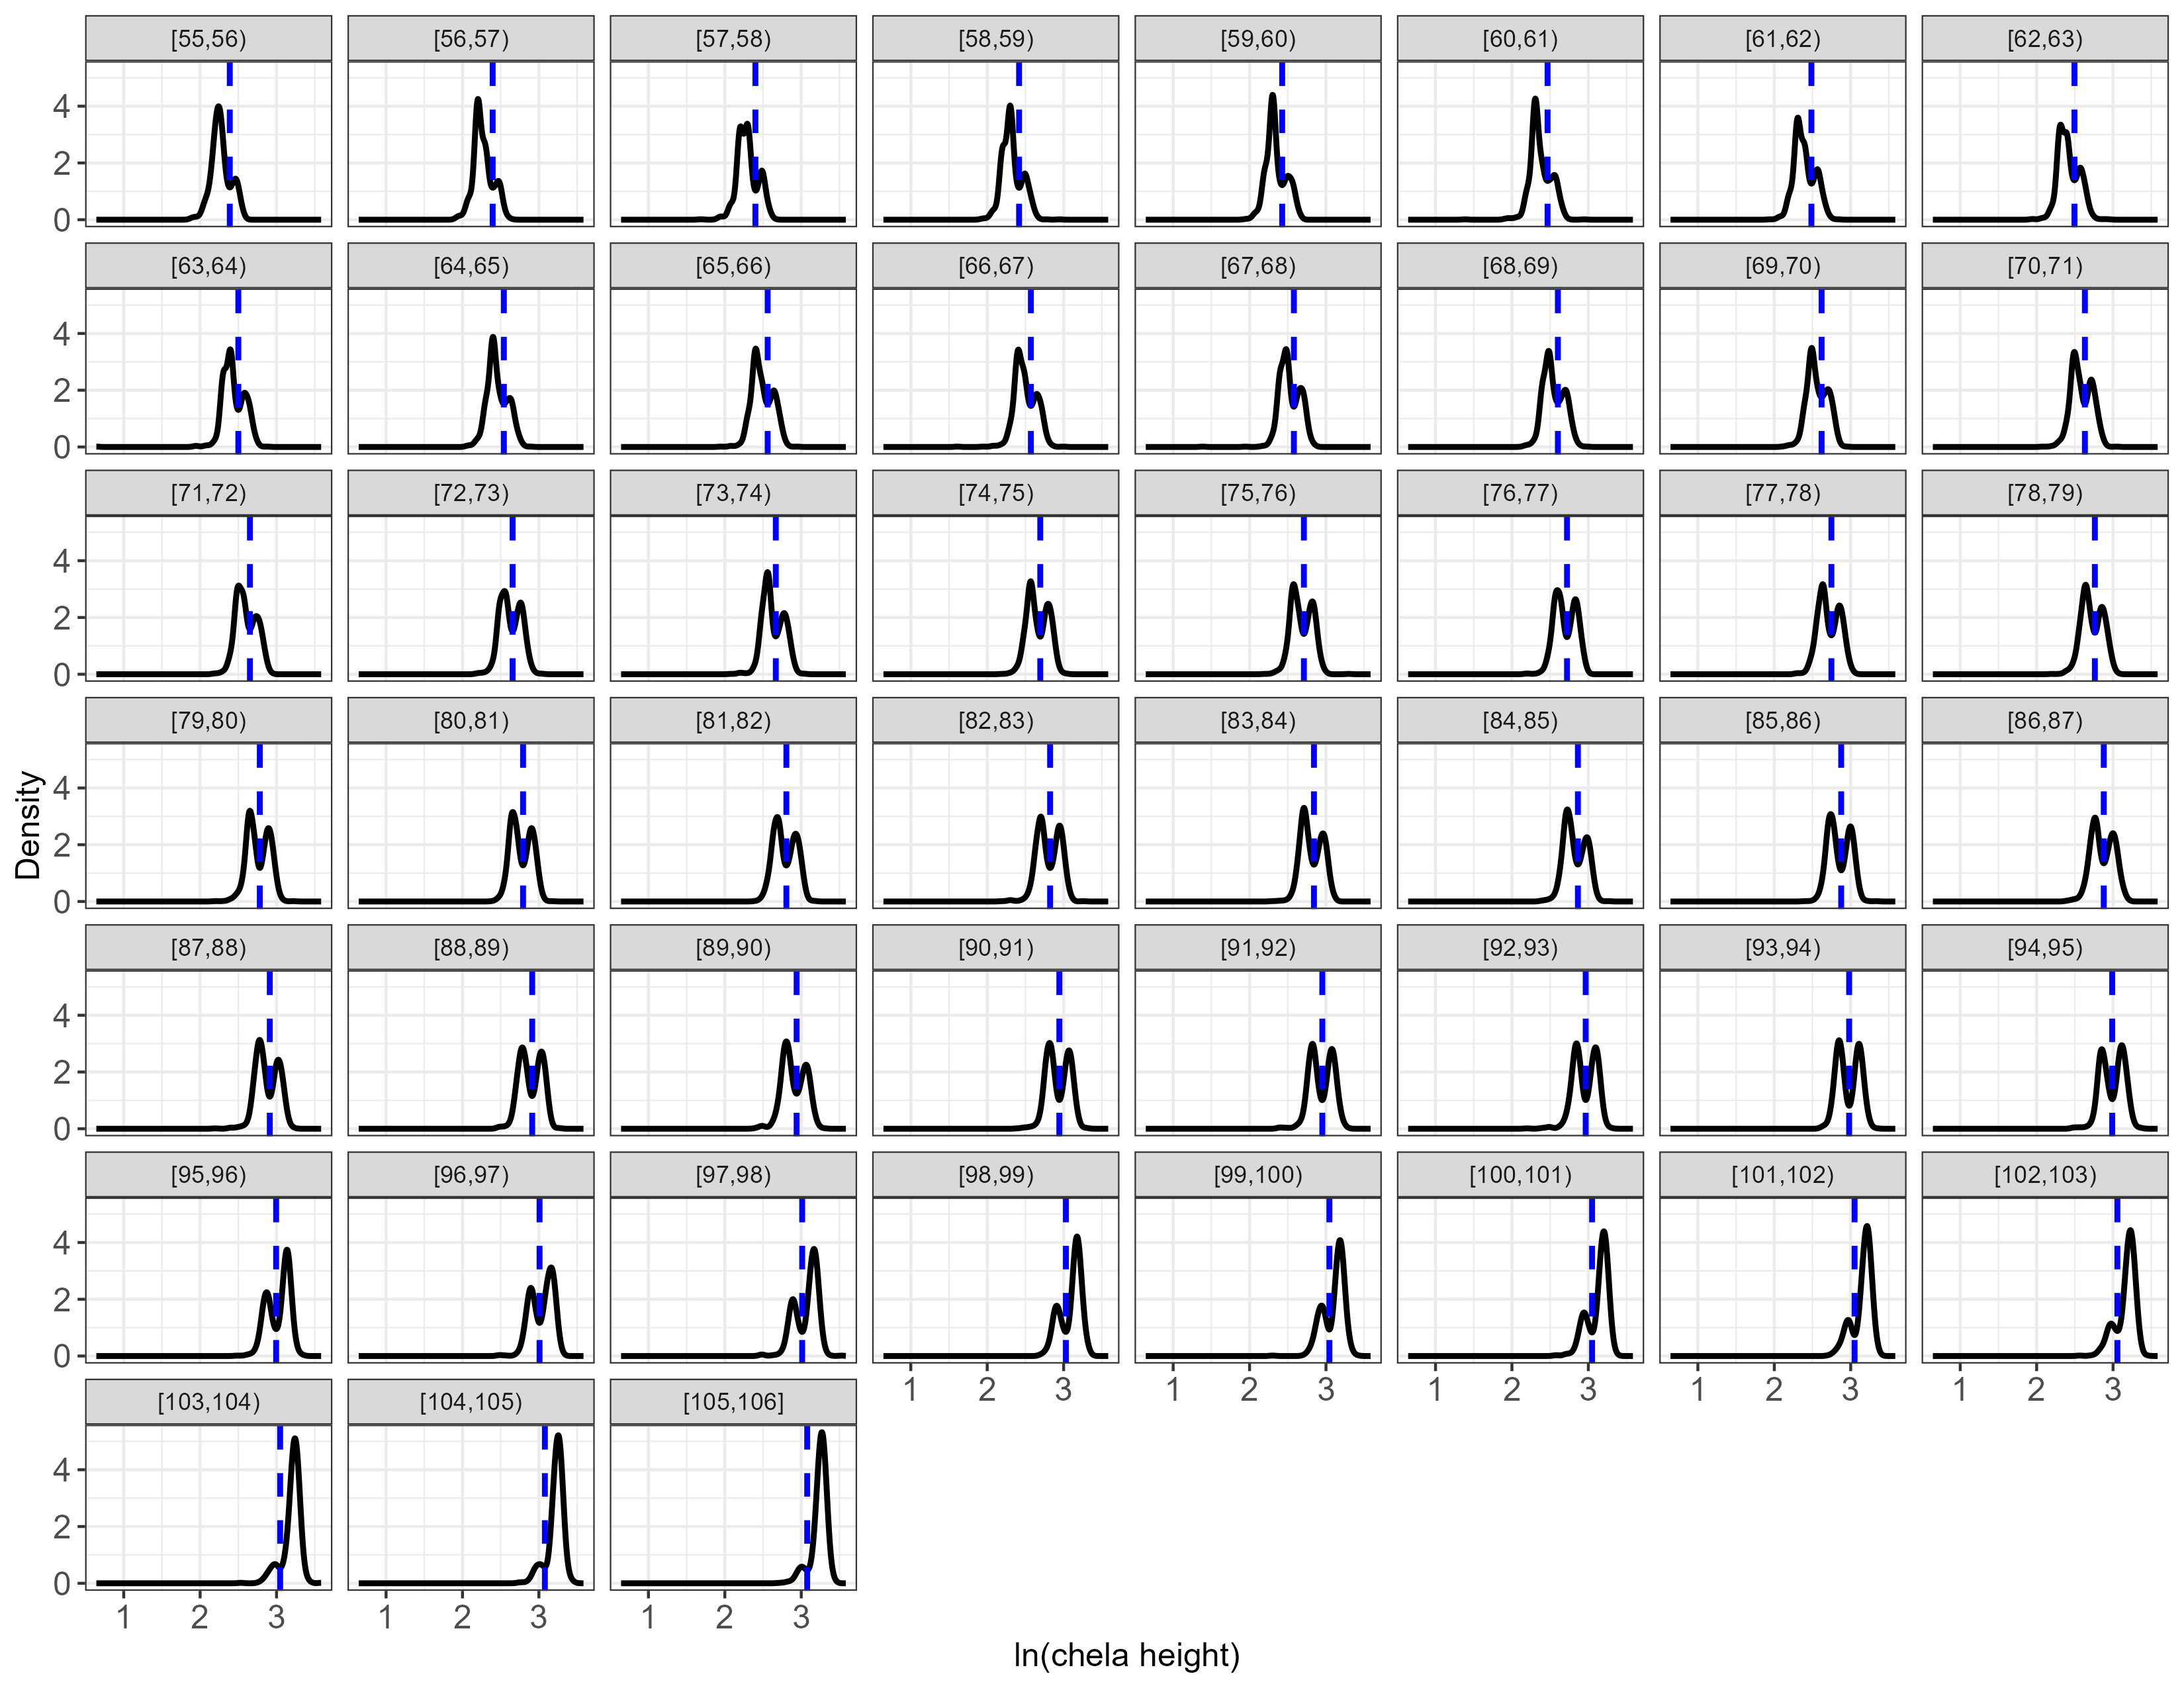 [55,56) [56,57) [57,58) [58,59) [59,60) [60,61) [61,62) [62,63)
4
2
0
[63,64) [64,65) [65,66) [66,67) [67,68) [68,69) [69,70) [70,71)
4
2
0
[71,72) [72,73) [73,74) [74,75) [75,76) [76,77) [77,78) [78,79)
4
2
0
[79,80) [80,81) [81,82) [82,83) [83,84) [84,85) [85,86) [86,87)
Density
4
2
0
[87,88) [88,89) [89,90) [90,91) [91,92) [92,93) [93,94) [94,95)
4
2
0
[95,96) [96,97) [97,98) [98,99) [99,100) [100,101) [101,102) [102,103)
4
2
0
1 2 3 1 2 3 1 2 3 1 2 3 1 2 3
[103,104) [104,105) [105,106]
4
2
0
1 2 3 1 2 3 1 2 3
ln(chela height)